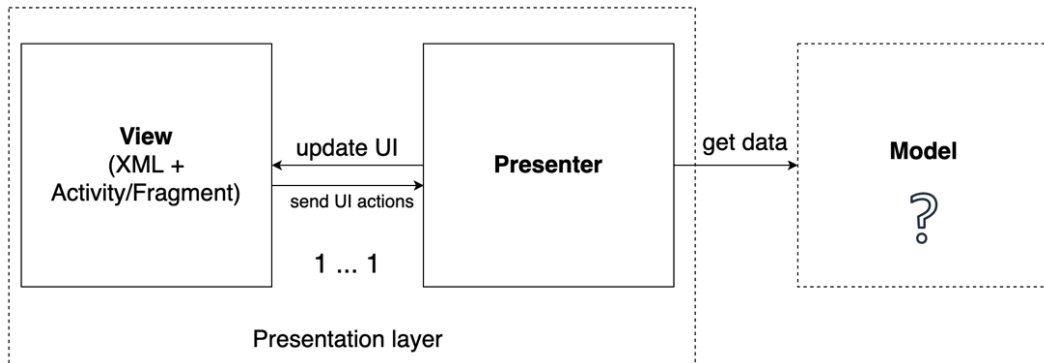 View
(XML +
Activity/Fragment)
update UI
send UI actions
1 ... 1
Presenter
get data
Model
?
Presentation layer